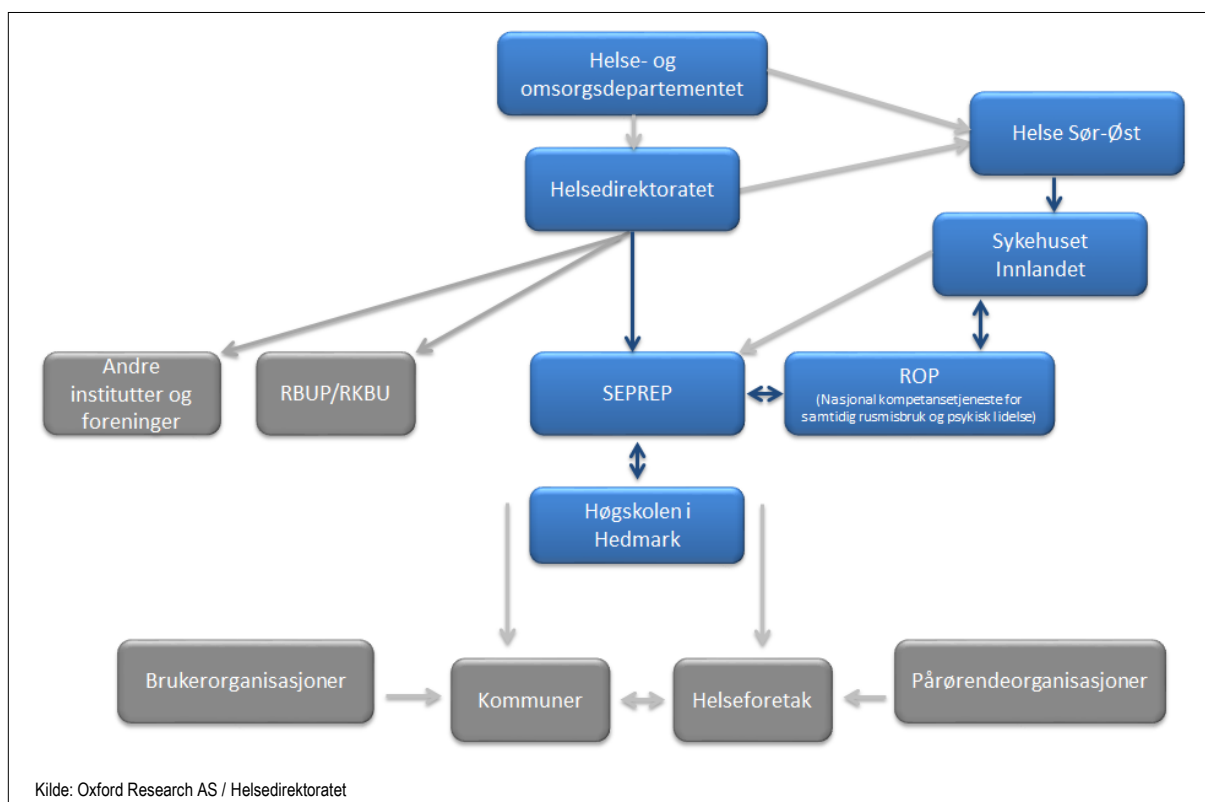 Helse- og
omsorgsdepartementet
Helse Sør-Øst
Helsedirektoratet
Sykehuset
Innlandet
Andre
institutter og
foreninger
RBUP/RKBU
SEPREP
ROP
(Nasjonal kompetansetjeneste for
samtidig rusmisbruk og psykisk lidelse)
Høgskolen i
Hedmark
Brukerorganisasjoner
Kommuner
Helseforetak
Pårørendeorganisasjoner
Kilde: Oxford Research AS / Helsedirektoratet